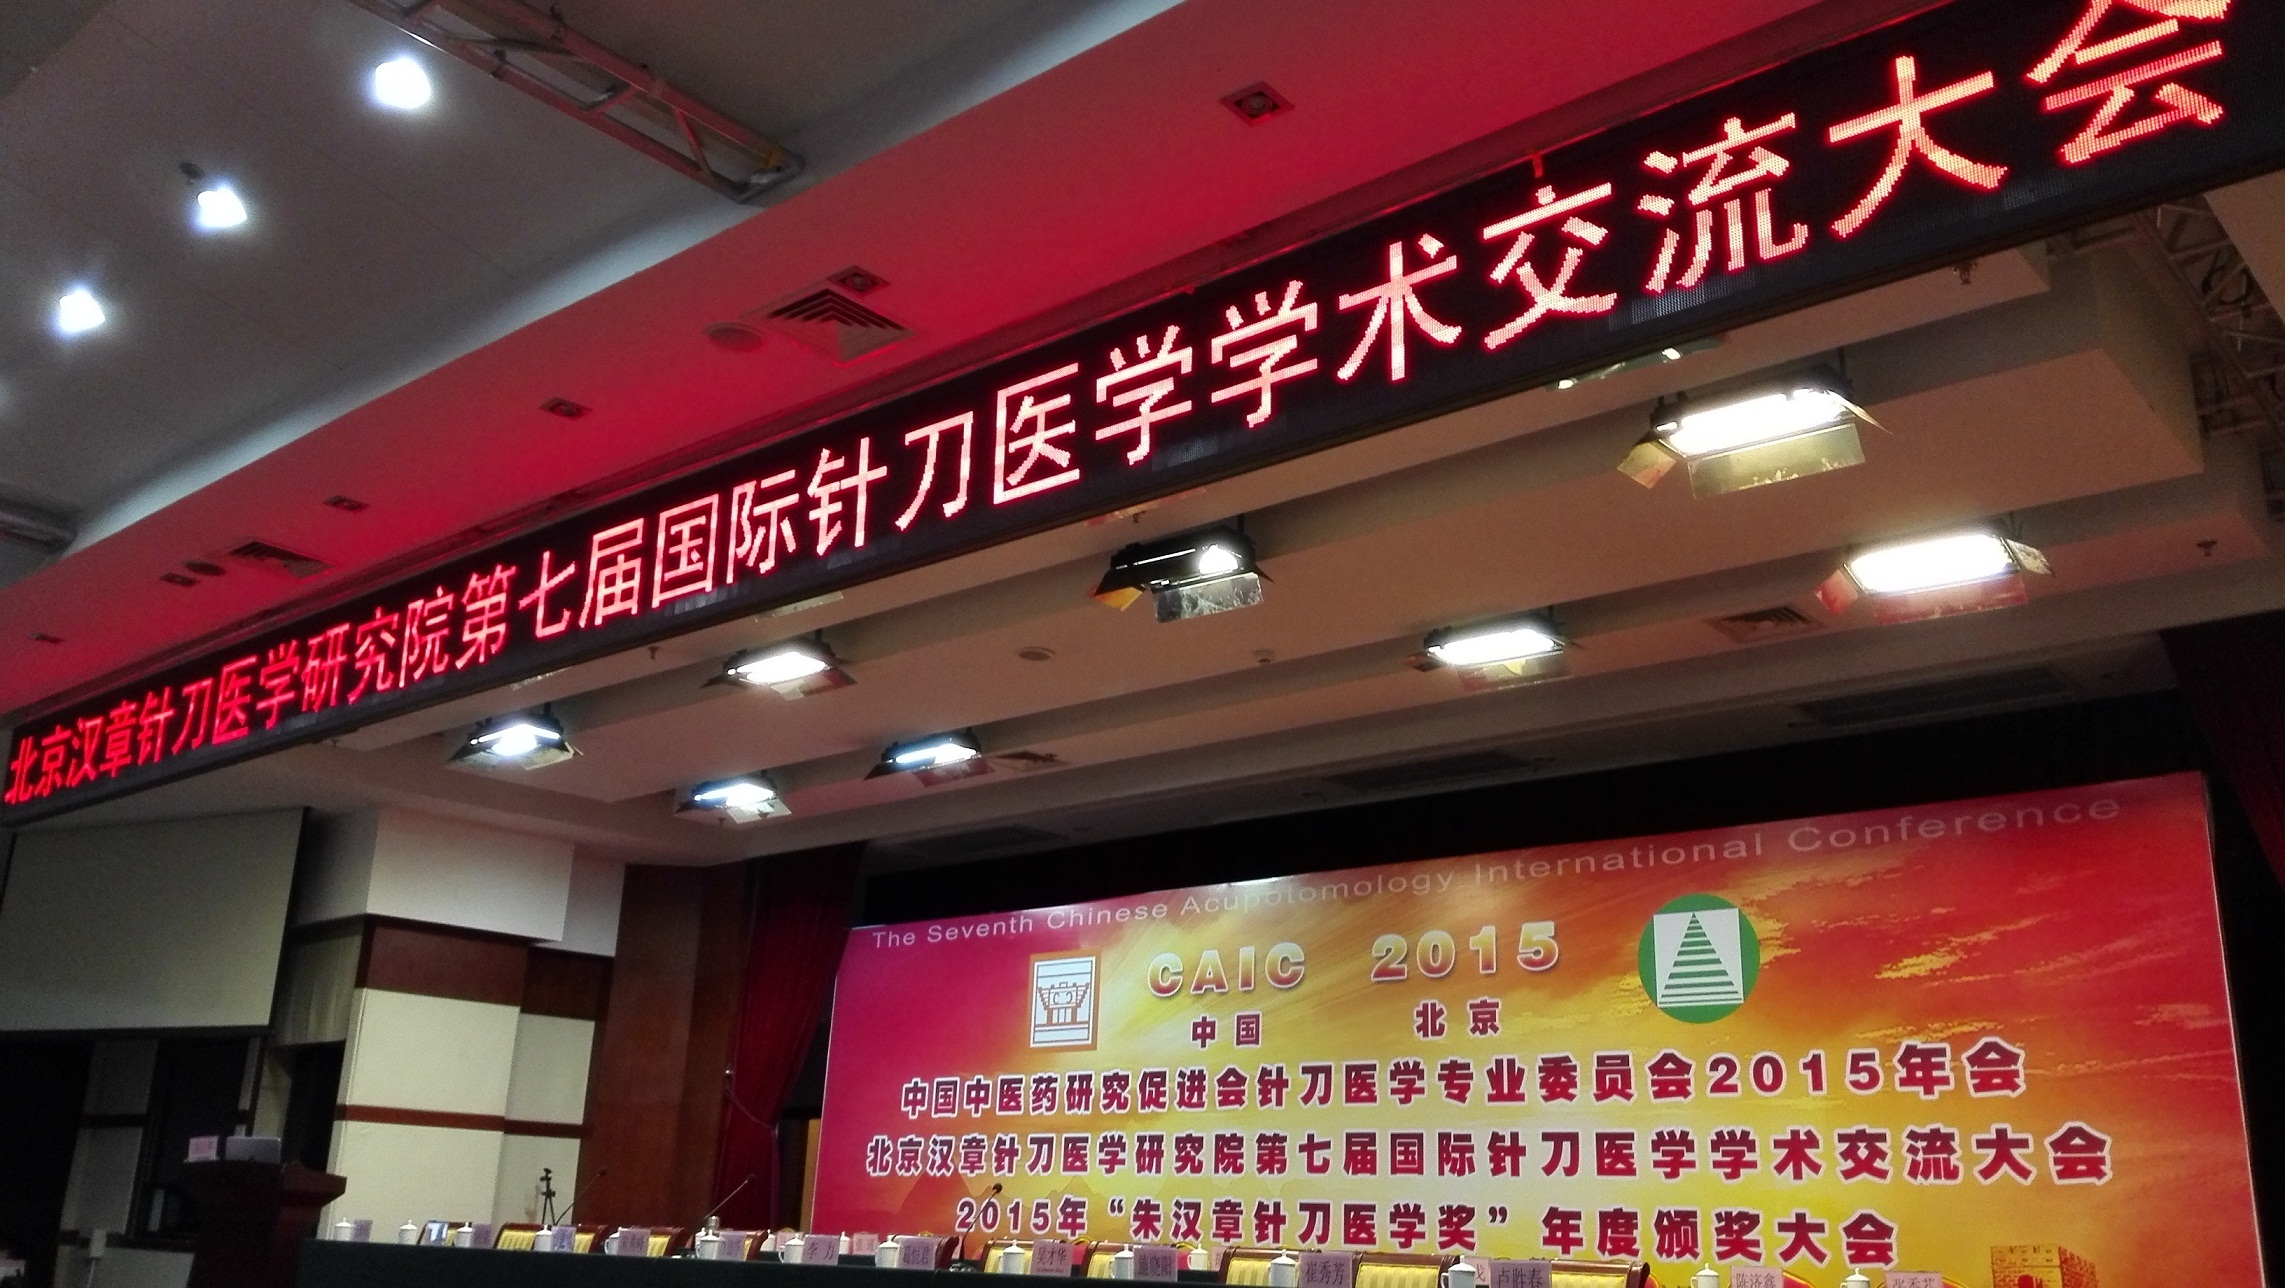 北京汉章针刀医学研究院第七届国际针刀医学学术交流大会
The Seventh Chinese Acupotomology International Conference
CAIC 2015
中国 北京
中国中医药研究促进会针刀医学专业委员会2015年会
北京汉章针刀医学研究院第七届国际针刀医学学术交流大会
2015年“朱汉章针刀医学奖”年度颁奖大会
李力
吴才华
施晓阳
崔秀芳
卢胜春
陈济鑫